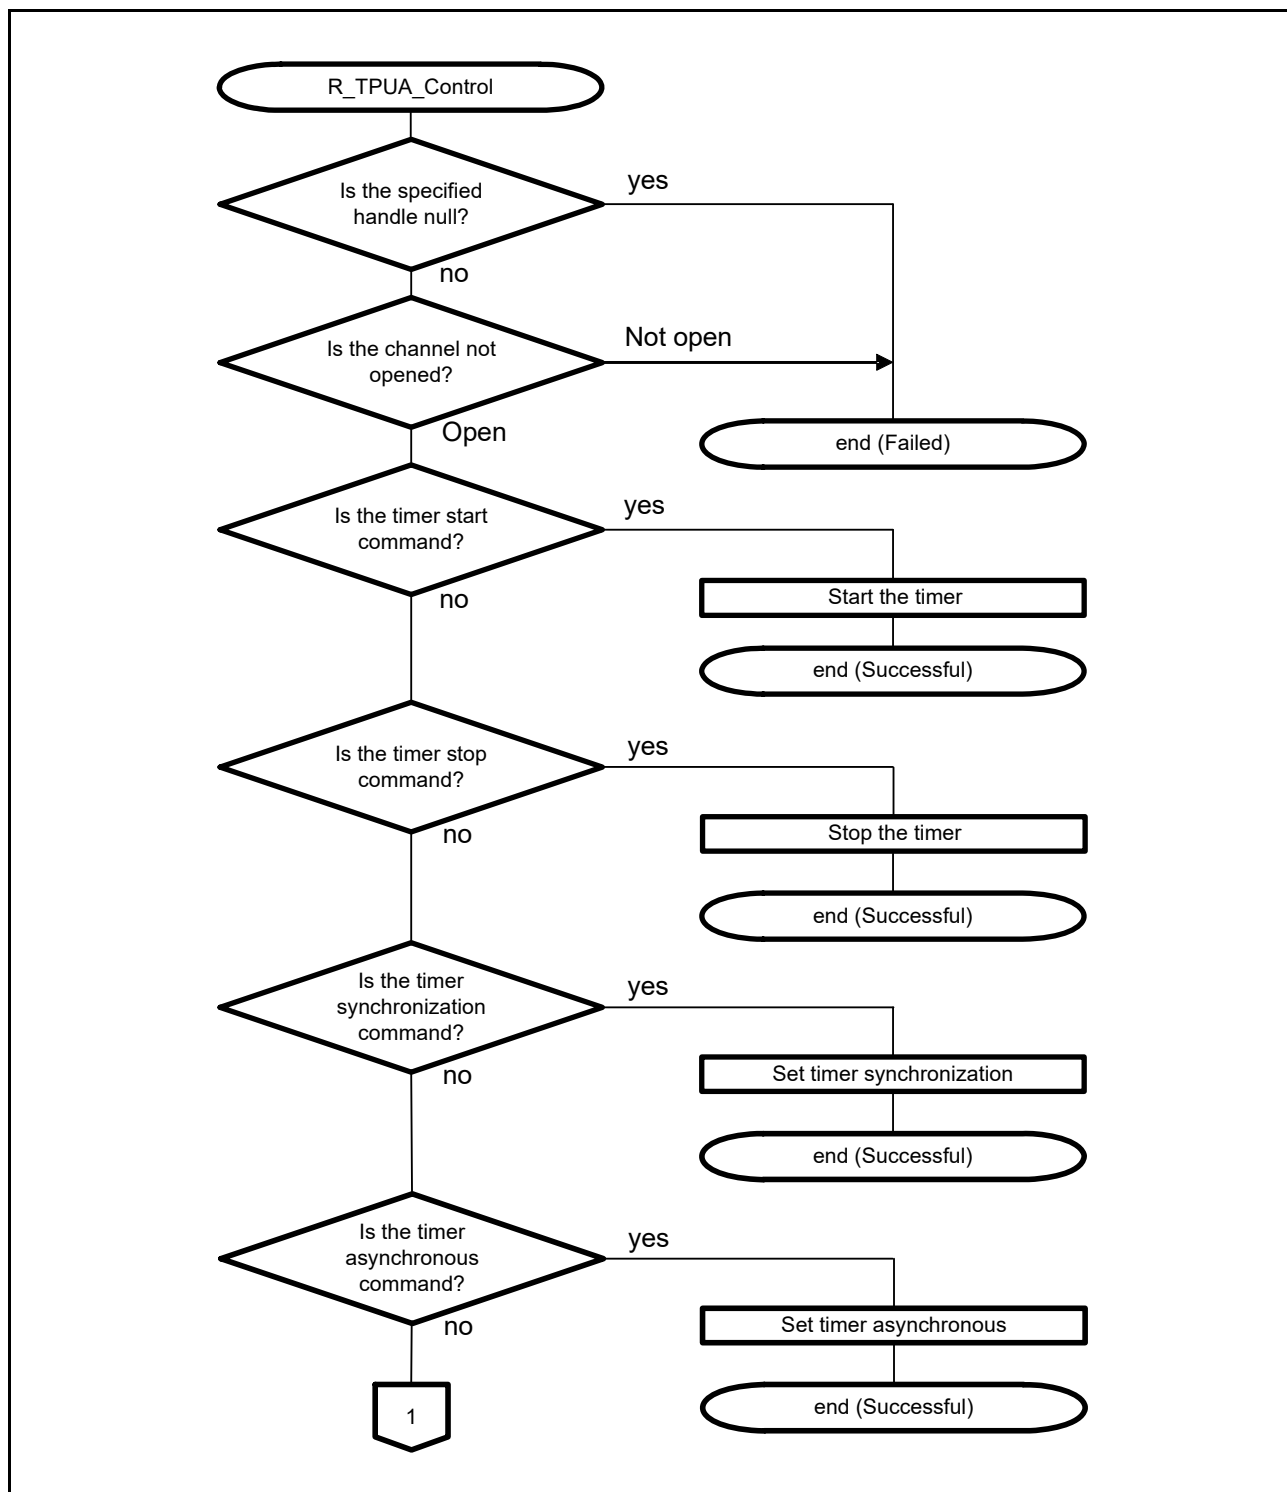 R_TPUA_Control
Is the specified
handle null?
yes
no
Is the channel not
opened?
Not open
Open
end (Failed)
Is the timer start
command?
yes
no
Start the timer
end (Successful)
Is the timer stop
command?
yes
no
Stop the timer
end (Successful)
Is the timer
synchronization
command?
yes
no
Set timer synchronization
end (Successful)
Is the timer
asynchronous
command?
yes
no
Set timer asynchronous
end (Successful)
1